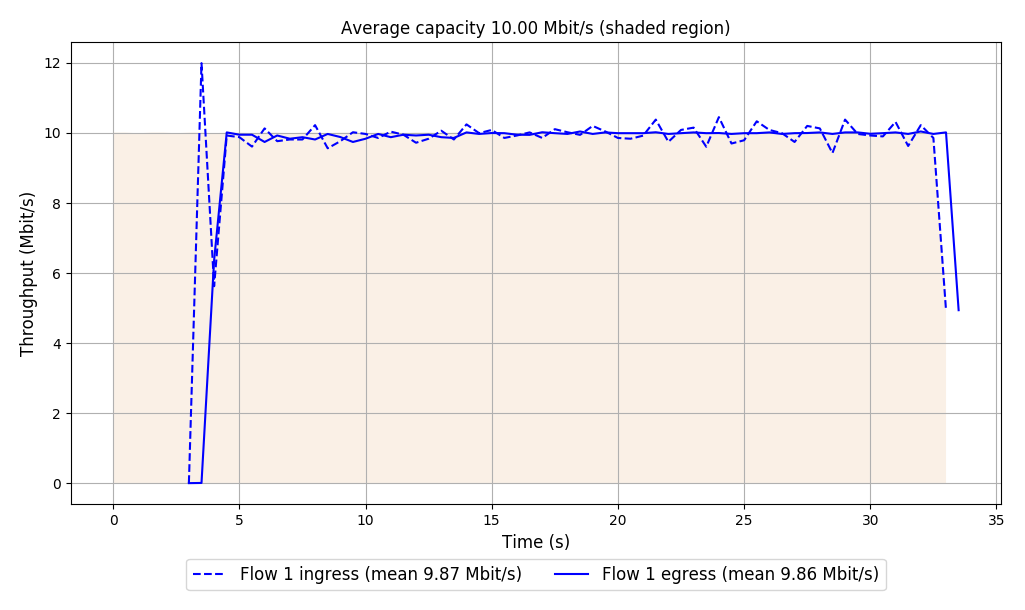 Average capacity 10.00 Mbit/s (shaded region)
12
10
8
6
4
2
0
Throughput (Mbit/s)
0 5 10 15 20 25 30 35
Time (s)
Flow 1 ingress (mean 9.87 Mbit/s) Flow 1 egress (mean 9.86 Mbit/s)